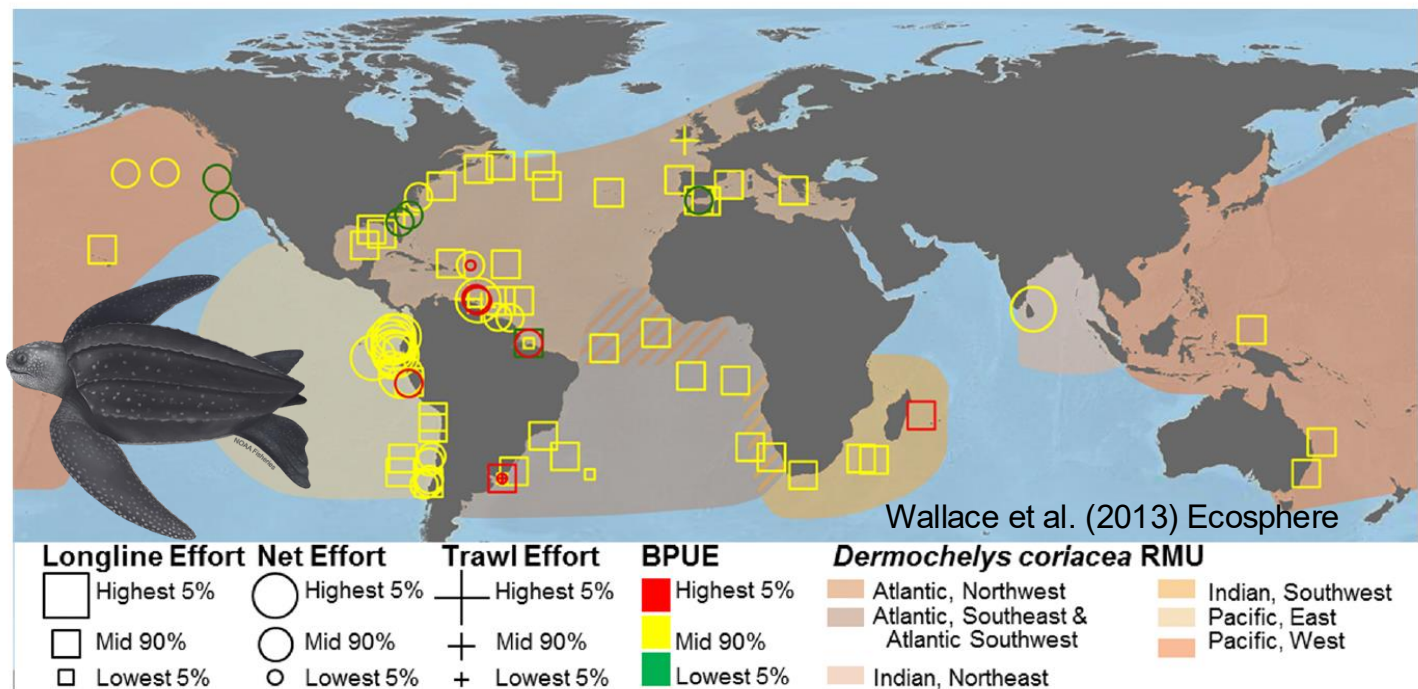 NOAA Fisheries
Wallace et al. (2013) Ecosphere
Longline Effort
Highest 5%
Mid 90%
Lowest 5%
Net Effort
Highest 5%
Mid 90%
Lowest 5%
Trawl Effort
Highest 5%
Mid 90%
Lowest 5%
BPUE
Highest 5%
Mid 90%
Lowest 5%
Dermochelys coriacea RMU
Atlantic, Northwest
Atlantic, Southeast &
Atlantic Southwest
Indian, Northeast
Indian, Southwest
Pacific, East
Pacific, West